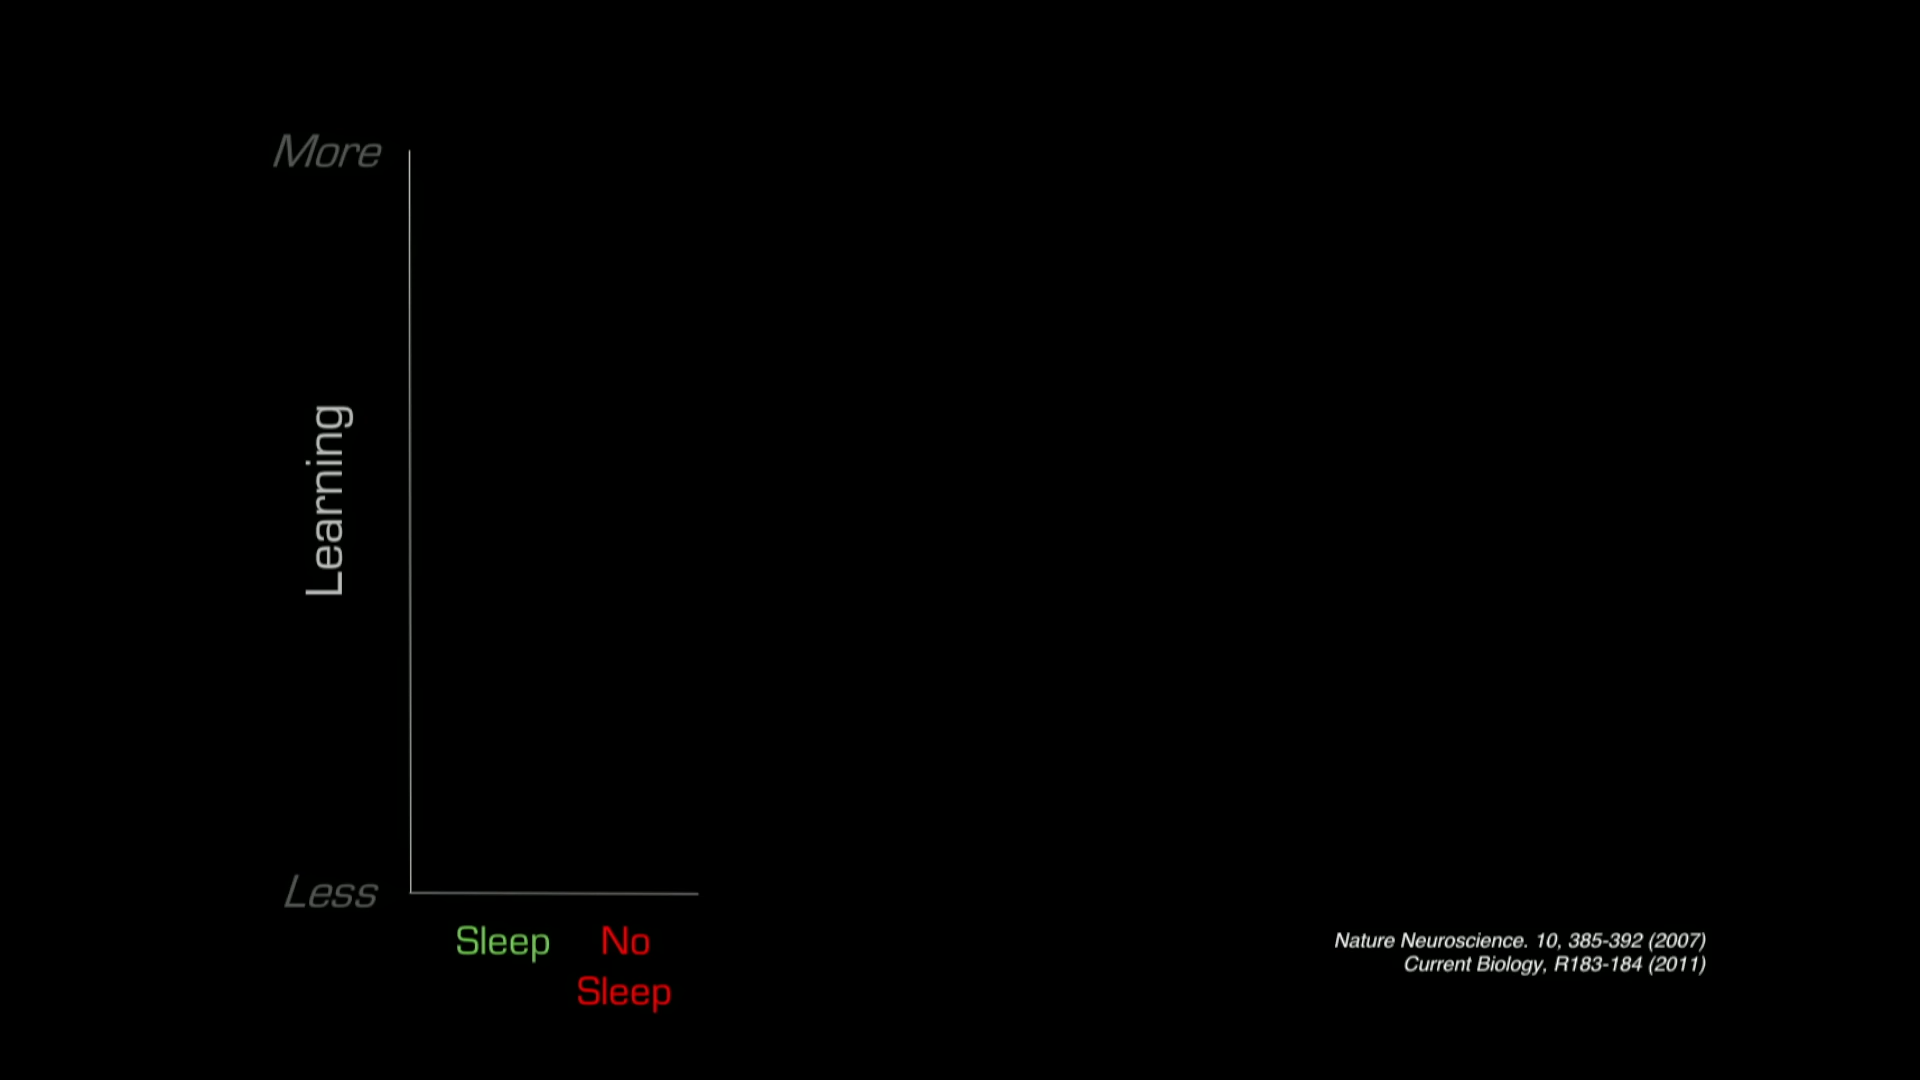 More
Learning
Less
Sleep
No
Sleep
Nature Neuroscience. 10, 385-392 (2007)
Current Biology, R183-184 (2011)